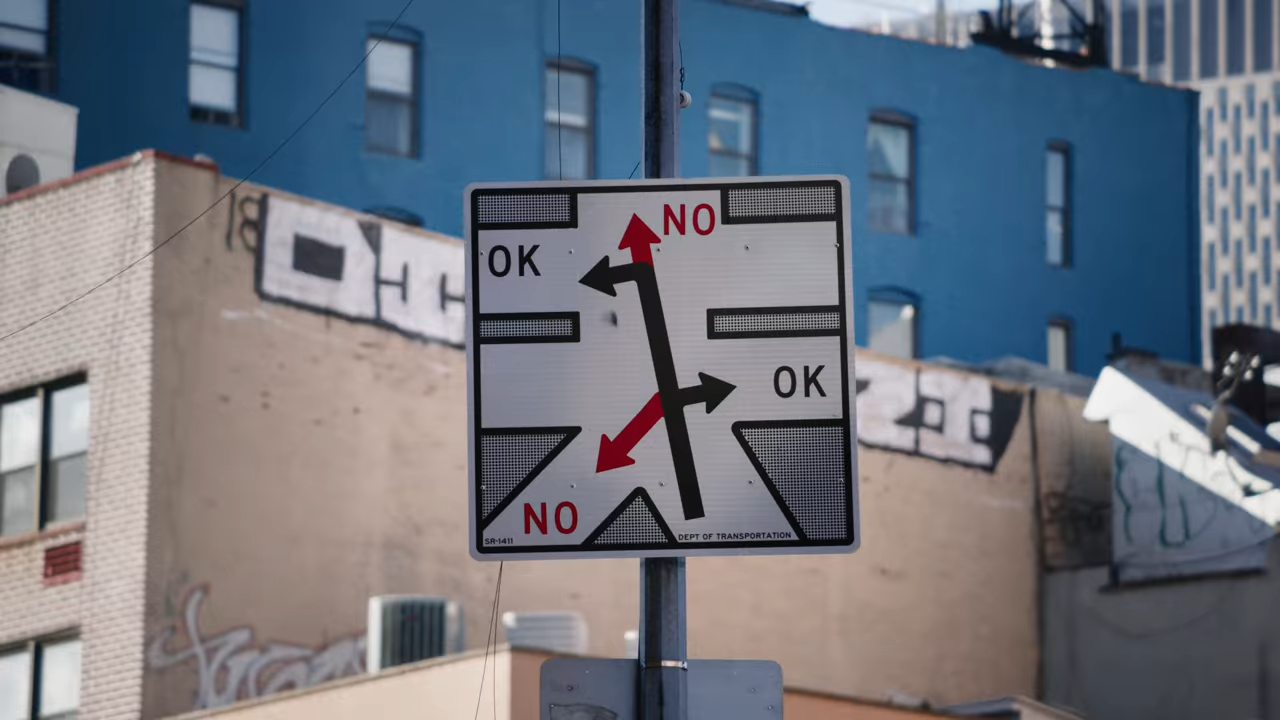 NO
OK
OK
NO
SR-1411
DEPT OF TRANSPORTATION